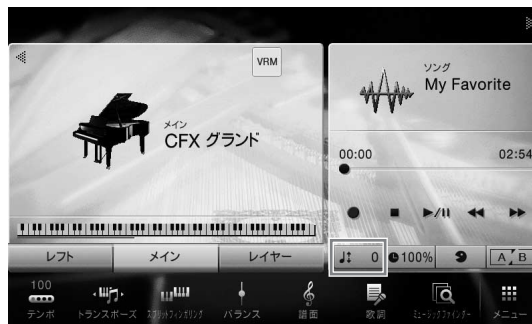 VRM
メイン
CFX グランド
ソング
My Favorite
00:00
02:54
レフト
メイン
レイヤー
0
100%
A B
100
テンポ
トランスポーズ
スプリットフィンガリング
バランス
譜面
歌詞
ミュージックファインダー
メニュー